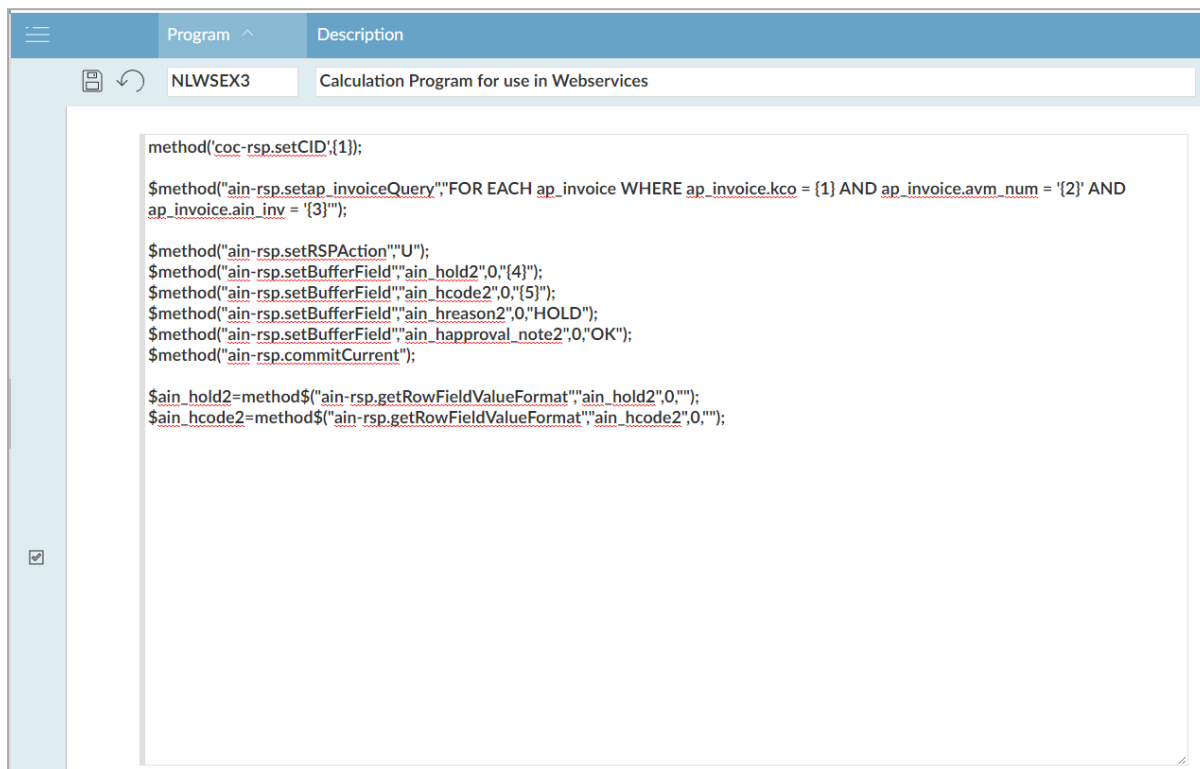 Program Description
NLWSEX3 Calculation Program for use in Webservices
method('coc-rsp.setCID',{1});
$method("ain-rsp.setap_invoiceQuery","FOR EACH ap_invoice WHERE ap_invoice.kco = {1} AND ap_invoice.avm_num = '{2}' AND
ap_invoice.ain_inv = '{3}'");
$method("ain-rsp.setRSPAction","U");
$method("ain-rsp.setBufferField","ain_hold2",0,"{4}");
$method("ain-rsp.setBufferField","ain_hcode2",0,"{5}");
$method("ain-rsp.setBufferField","ain_hreason2",0,"HOLD");
$method("ain-rsp.setBufferField","ain_happroval_note2",0,"OK");
$method("ain-rsp.commitCurrent");
$ain_hold2=method$("ain-rsp.getRowFieldValueFormat","ain_hold2",0,"");
$ain_hcode2=method$("ain-rsp.getRowFieldValueFormat","ain_hcode2",0,"");